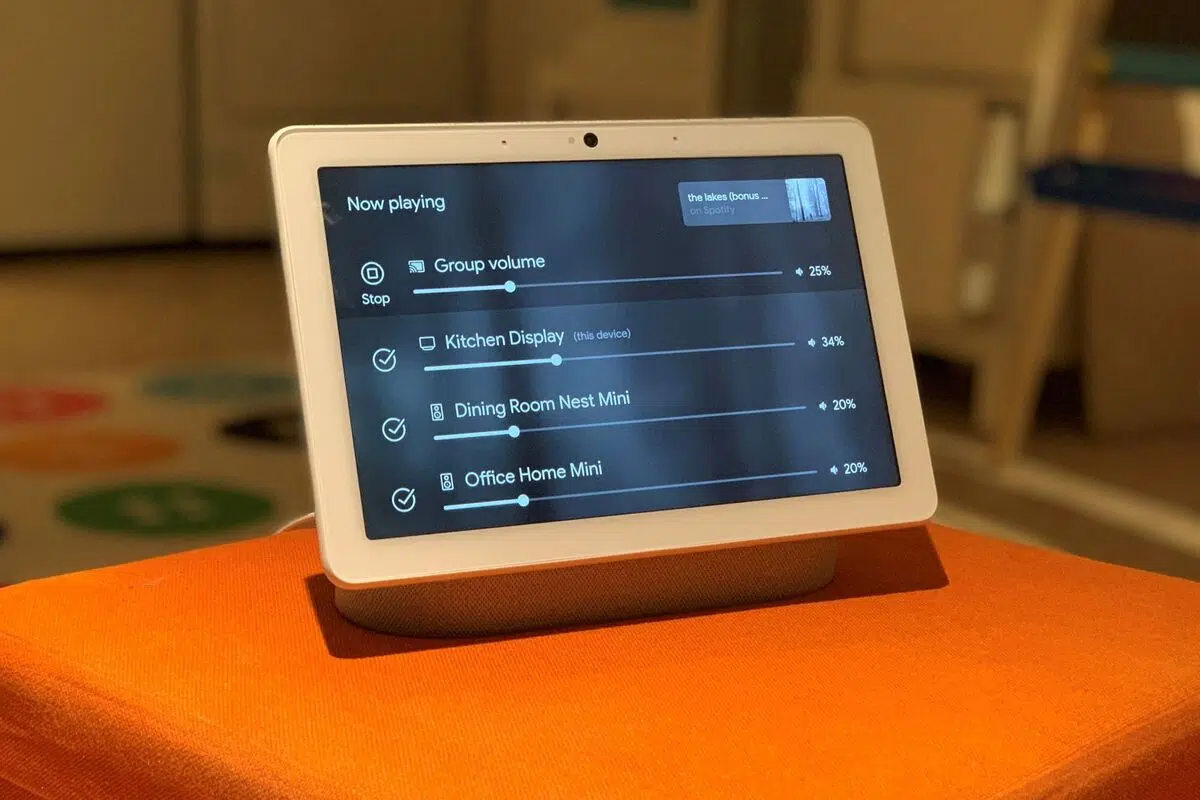 Now playing
the lakes (bonus ...
on Spotify
Group volume
25%
Stop
Kitchen Display (this device)
34%
Dining Room Nest Mini
20%
Office Home Mini
20%